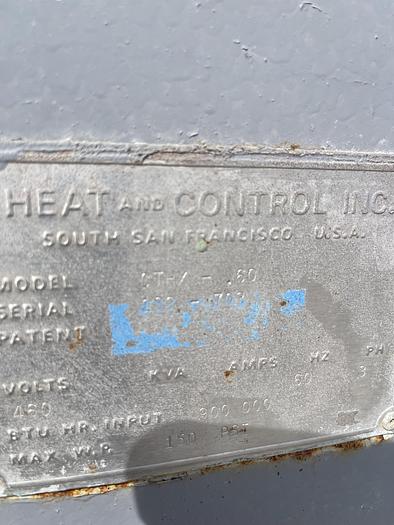 HEAT AND CONTROL INC.
SOUTH SAN FRANCISCO U.S.A.
MODEL - .60
SERIAL
PATENT
VOLTS KVA AMPS HZ PH
460 60 3
BTU HR. INPUT 900 000
MAX W.P. 150 PSI